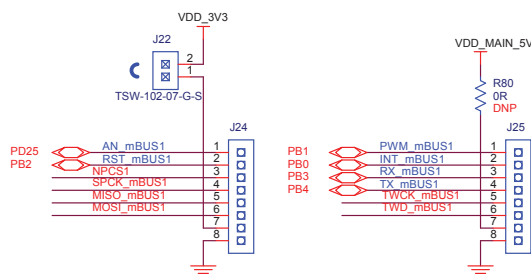 VDD_3V3
J22
2
1
TSW-102-07-G-S
J24
PD25 AN_mBUS1 1
PB2 RST_mBUS1 2
NPCS1 3
SPCK_mBUS1 4
MISO_mBUS1 5
MOSI_mBUS1 6
7
8
VDD_MAIN_5V
R80
0R
DNP
J25
PB1 PWM_mBUS1 1
PB0 INT_mBUS1 2
PB3 RX_mBUS1 3
PB4 TX_mBUS1 4
TWCK_mBUS1 5
TWD_mBUS1 6
7
8